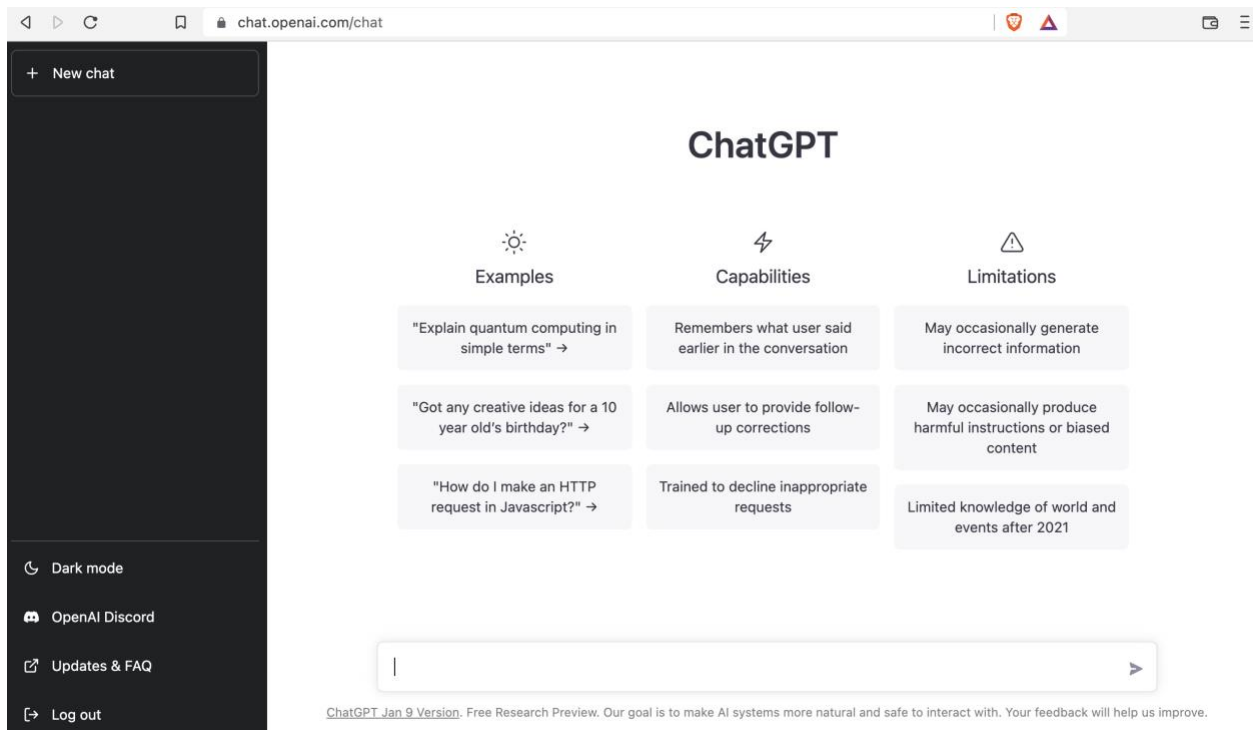 chat.openai.com/chat
+ New chat
ChatGPT
Examples
"Explain quantum computing in
simple terms" →
"Got any creative ideas for a 10
year old's birthday?" →
"How do I make an HTTP
request in Javascript?" →
Capabilities
Remembers what user said
earlier in the conversation
Allows user to provide follow-
up corrections
Trained to decline inappropriate
requests
Limitations
May occasionally generate
incorrect information
May occasionally produce
harmful instructions or biased
content
Limited knowledge of world and
events after 2021
Dark mode
OpenAI Discord
Updates & FAQ
Log out
ChatGPT Jan 9 Version. Free Research Preview. Our goal is to make AI systems more natural and safe to interact with. Your feedback will help us improve.